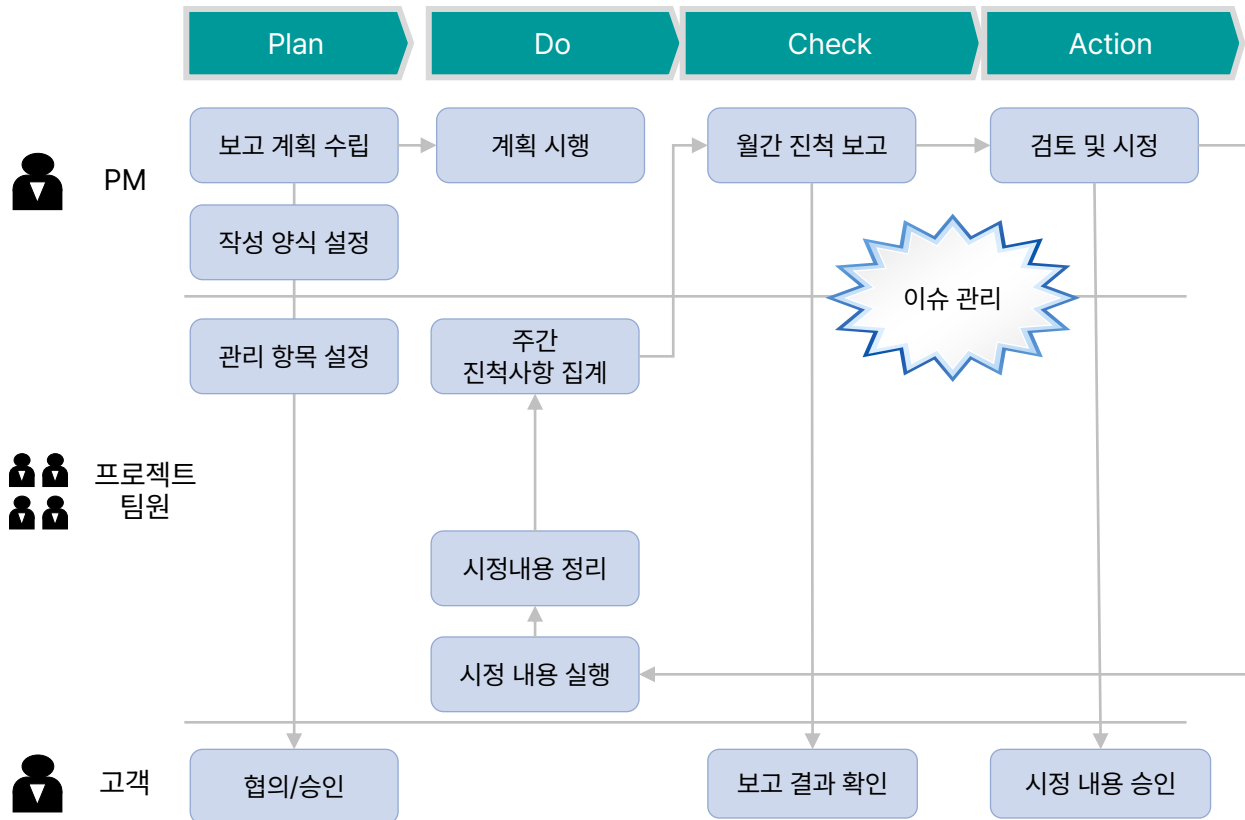 Plan
Do
Check
Action
PM
보고 계획 수립
계획 시행
월간 진척 보고
검토 및 시정
작성 양식 설정
이슈 관리
프로젝트
팀원
관리 항목 설정
주간
진척사항 집계
시정내용 정리
시정 내용 실행
고객
협의/승인
보고 결과 확인
시정 내용 승인